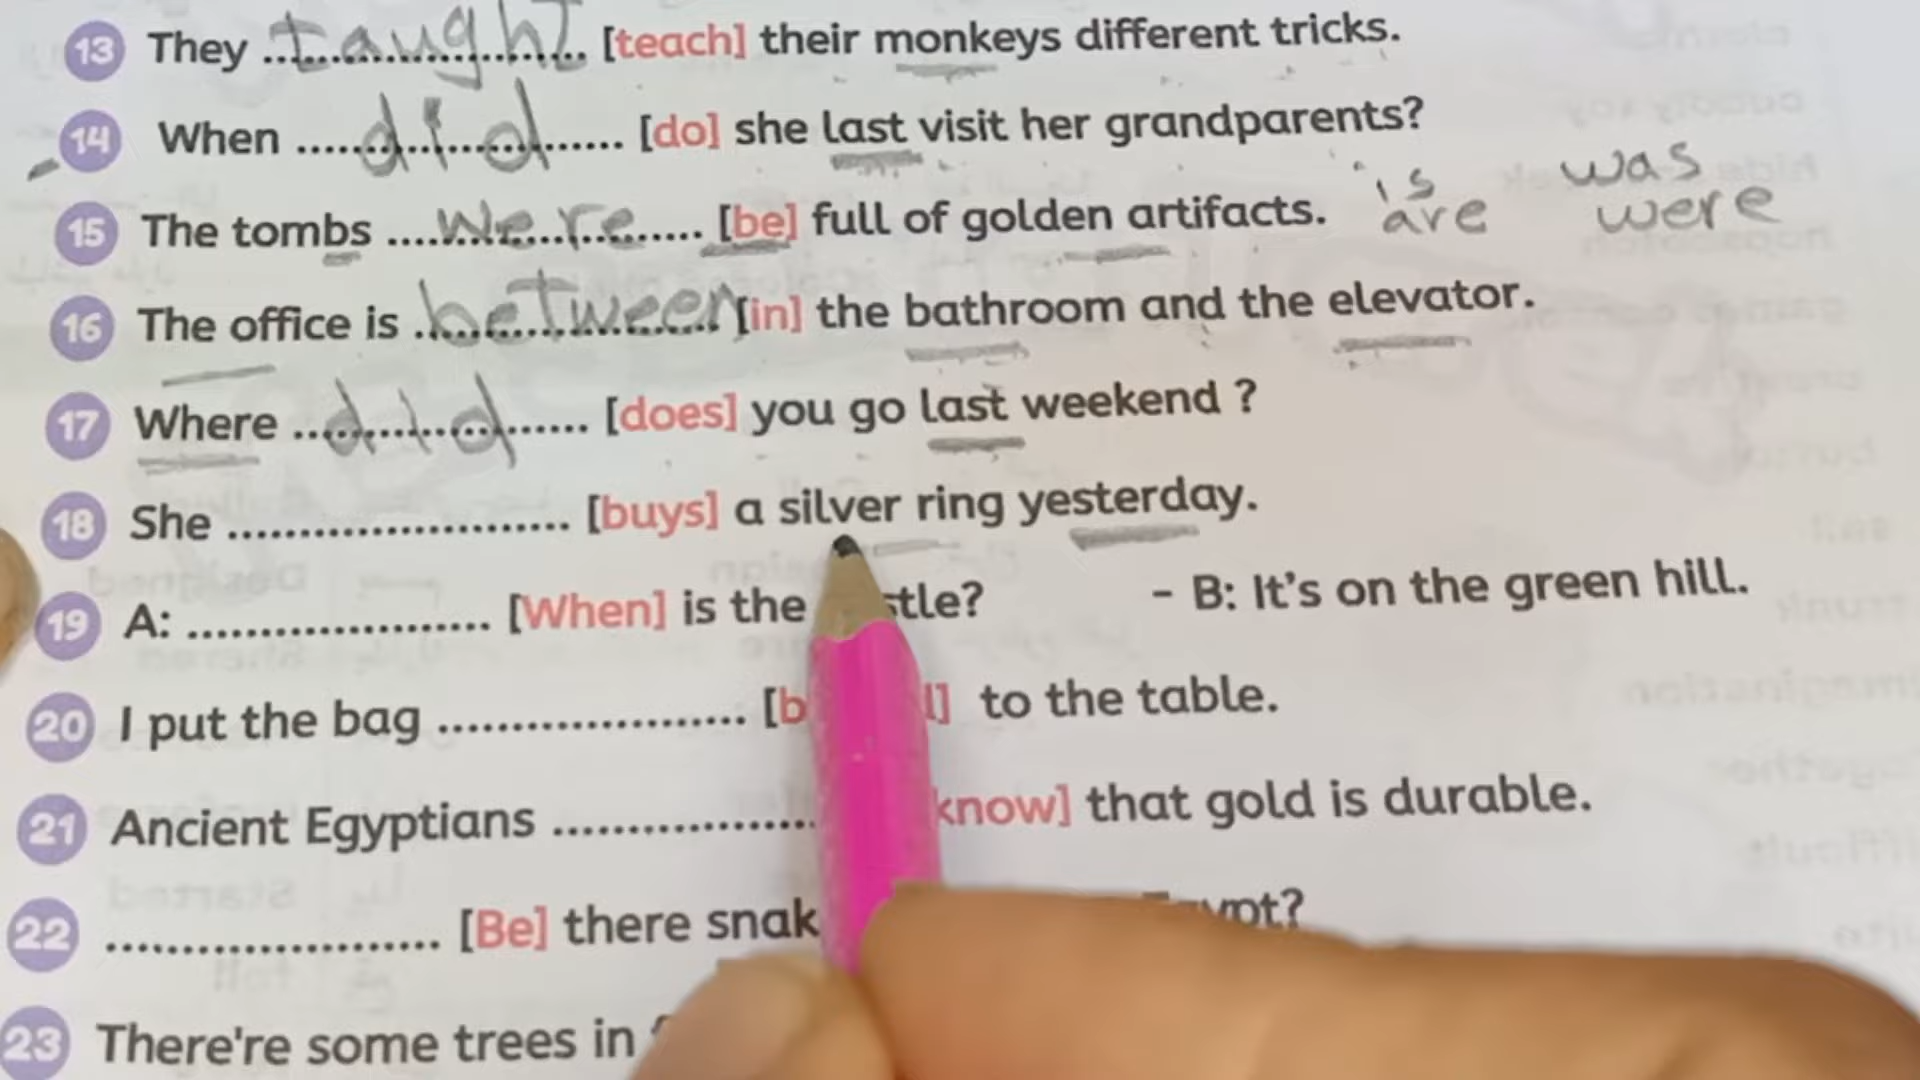 13 They taught [teach] their monkeys different tricks.
14 When did [do] she last visit her grandparents?
is was
15 The tombs were [be] full of golden artifacts. are were
16 The office is between [in] the bathroom and the elevator.
17 Where did [does] you go last weekend ?
18 She ........................ [buys] a silver ring yesterday.
19 A: ..................... [When] is the tle? - B: It's on the green hill.
20 I put the bag ...................... [b l] to the table.
21 Ancient Egyptians .................. know] that gold is durable.
22 ........................ [Be] there snak ypt?
23 There're some trees in